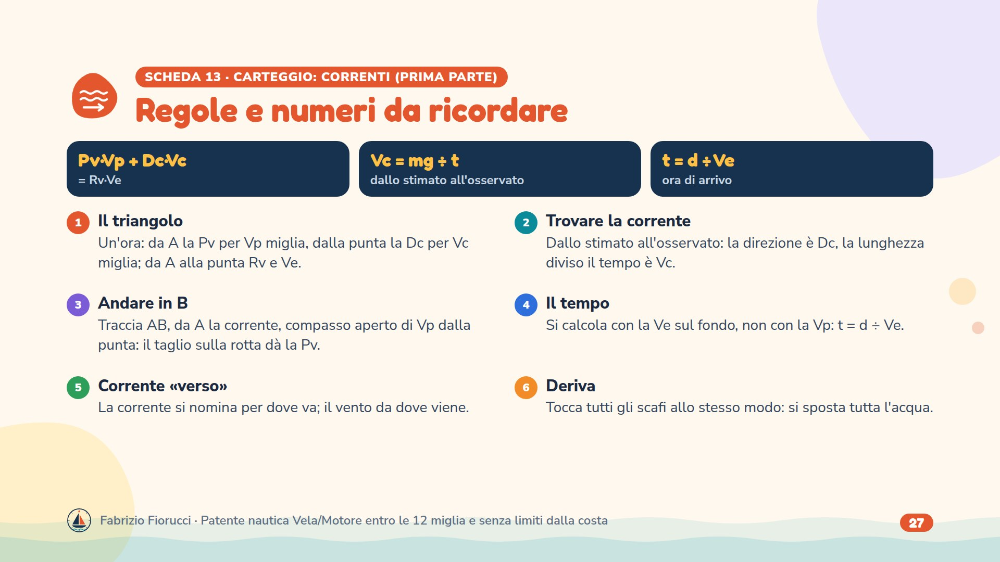 SCHEDA 13 · CARTEGGIO: CORRENTI (PRIMA PARTE)
Regole e numeri da ricordare
Pv·Vp + Dc·Vc
= Rv·Ve
Vc = mg ÷ t
dallo stimato all'osservato
t = d ÷ Ve
ora di arrivo
1
Il triangolo
Un'ora: da A la Pv per Vp miglia, dalla punta la Dc per Vc
miglia; da A alla punta Rv e Ve.
2
Trovare la corrente
Dallo stimato all'osservato: la direzione è Dc, la lunghezza
diviso il tempo è Vc.
3
Andare in B
Traccia AB, da A la corrente, compasso aperto di Vp dalla
punta: il taglio sulla rotta dà la Pv.
4
Il tempo
Si calcola con la Ve sul fondo, non con la Vp: t = d ÷ Ve.
5
Corrente «verso»
La corrente si nomina per dove va; il vento da dove viene.
6
Deriva
Tocca tutti gli scafi allo stesso modo: si sposta tutta l'acqua.
Fabrizio Fiorucci · Patente nautica Vela/Motore entro le 12 miglia e senza limiti dalla costa
27